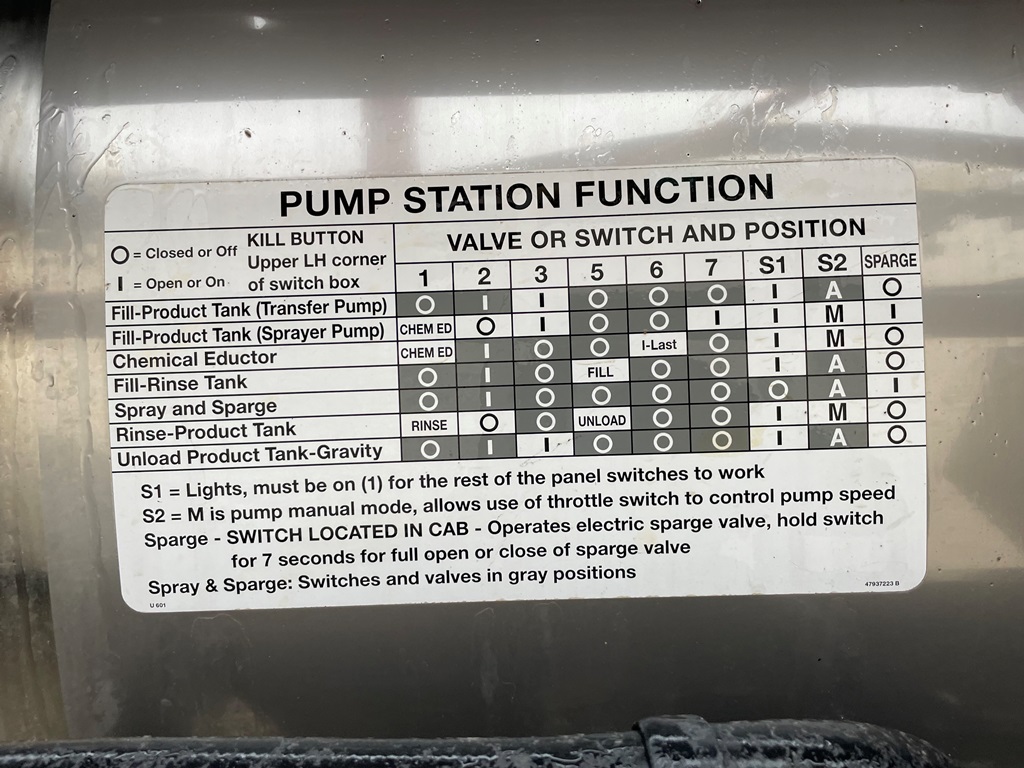 PUMP STATION FUNCTION
O = Closed or Off
I = Open or On
KILL BUTTON
Upper LH corner
of switch box
VALVE OR SWITCH AND POSITION
1 2 3 5 6 7 S1 S2 SPARGE
Fill-Product Tank (Transfer Pump) O I I O O O I A O
Fill-Product Tank (Sprayer Pump) CHEM ED O I O O I I M I
Chemical Eductor CHEM ED I O O I-Last O I M O
Fill-Rinse Tank O I O FILL O O I A O
Spray and Sparge O I O O O O O A I
Rinse-Product Tank RINSE O O UNLOAD O O I M O
Unload Product Tank-Gravity O I I O O O I A O
S1 = Lights, must be on (1) for the rest of the panel switches to work
S2 = M is pump manual mode, allows use of throttle switch to control pump speed
Sparge - SWITCH LOCATED IN CAB - Operates electric sparge valve, hold switch
for 7 seconds for full open or close of sparge valve
Spray & Sparge: Switches and valves in gray positions
U 601
47937223 B